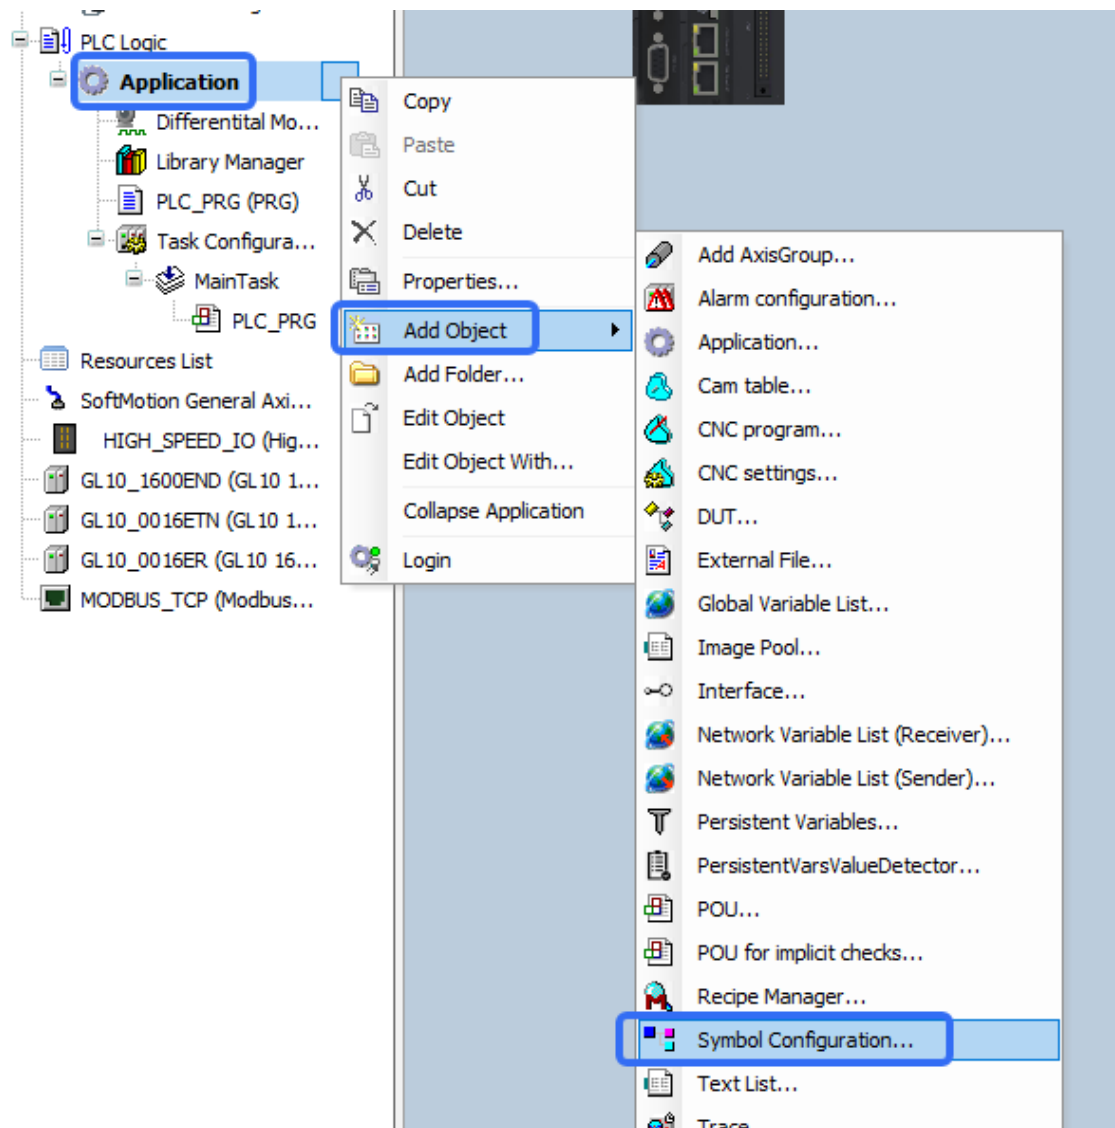 PLC Logic
Application
Differentital Mo...
Library Manager
PLC_PRG (PRG)
Task Configura...
MainTask
PLC_PRG
Resources List
SoftMotion General Axi...
HIGH_SPEED_IO (Hig...
GL10_1600END (GL10 1...
GL10_0016ETN (GL10 1...
GL10_0016ER (GL10 16...
MODBUS_TCP (Modbus...
Copy
Paste
Cut
Delete
Properties...
Add Object
Add Folder...
Edit Object
Edit Object With...
Collapse Application
Login
Add AxisGroup...
Alarm configuration...
Application...
Cam table...
CNC program...
CNC settings...
DUT...
External File...
Global Variable List...
Image Pool...
Interface...
Network Variable List (Receiver)...
Network Variable List (Sender)...
Persistent Variables...
PersistentVarsValueDetector...
POU...
POU for implicit checks...
Recipe Manager...
Symbol Configuration...
Text List...
Trace